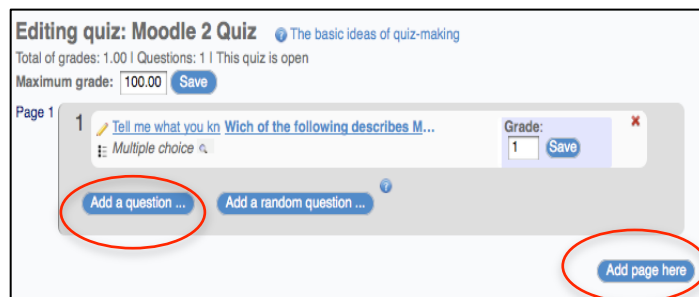 Editing quiz: Moodle 2 Quiz The basic ideas of quiz-making
Total of grades: 1.00 | Questions: 1 | This quiz is open
Maximum grade: 100.00 Save
Page 1
1 Tell me what you kn Wich of the following describes M... Grade:
Multiple choice 1 Save
Add a question ... Add a random question ...
Add page here